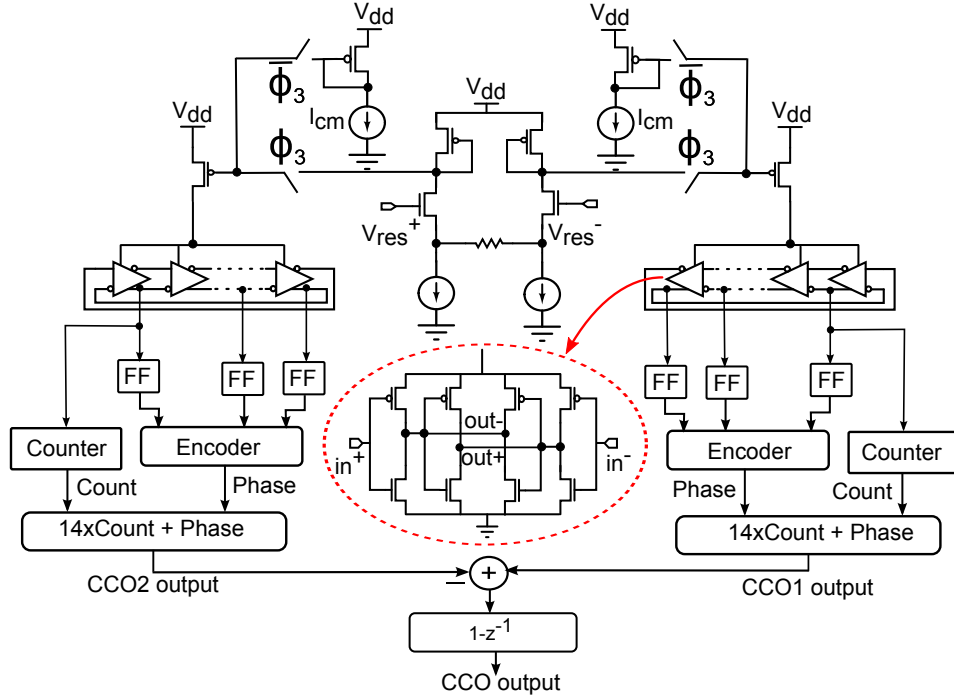 Vdd Vdd
ϕ̅3 Icm Vdd Icm ϕ̅3
Vdd Vdd
ϕ3 ϕ3
Vres+ Vres-
FF FF FF FF FF FF
out-
out+
in+ in-
Counter Encoder Encoder Counter
Count Phase Phase Count
14xCount + Phase 14xCount + Phase
CCO2 output − + CCO1 output
1-z-1
CCO output